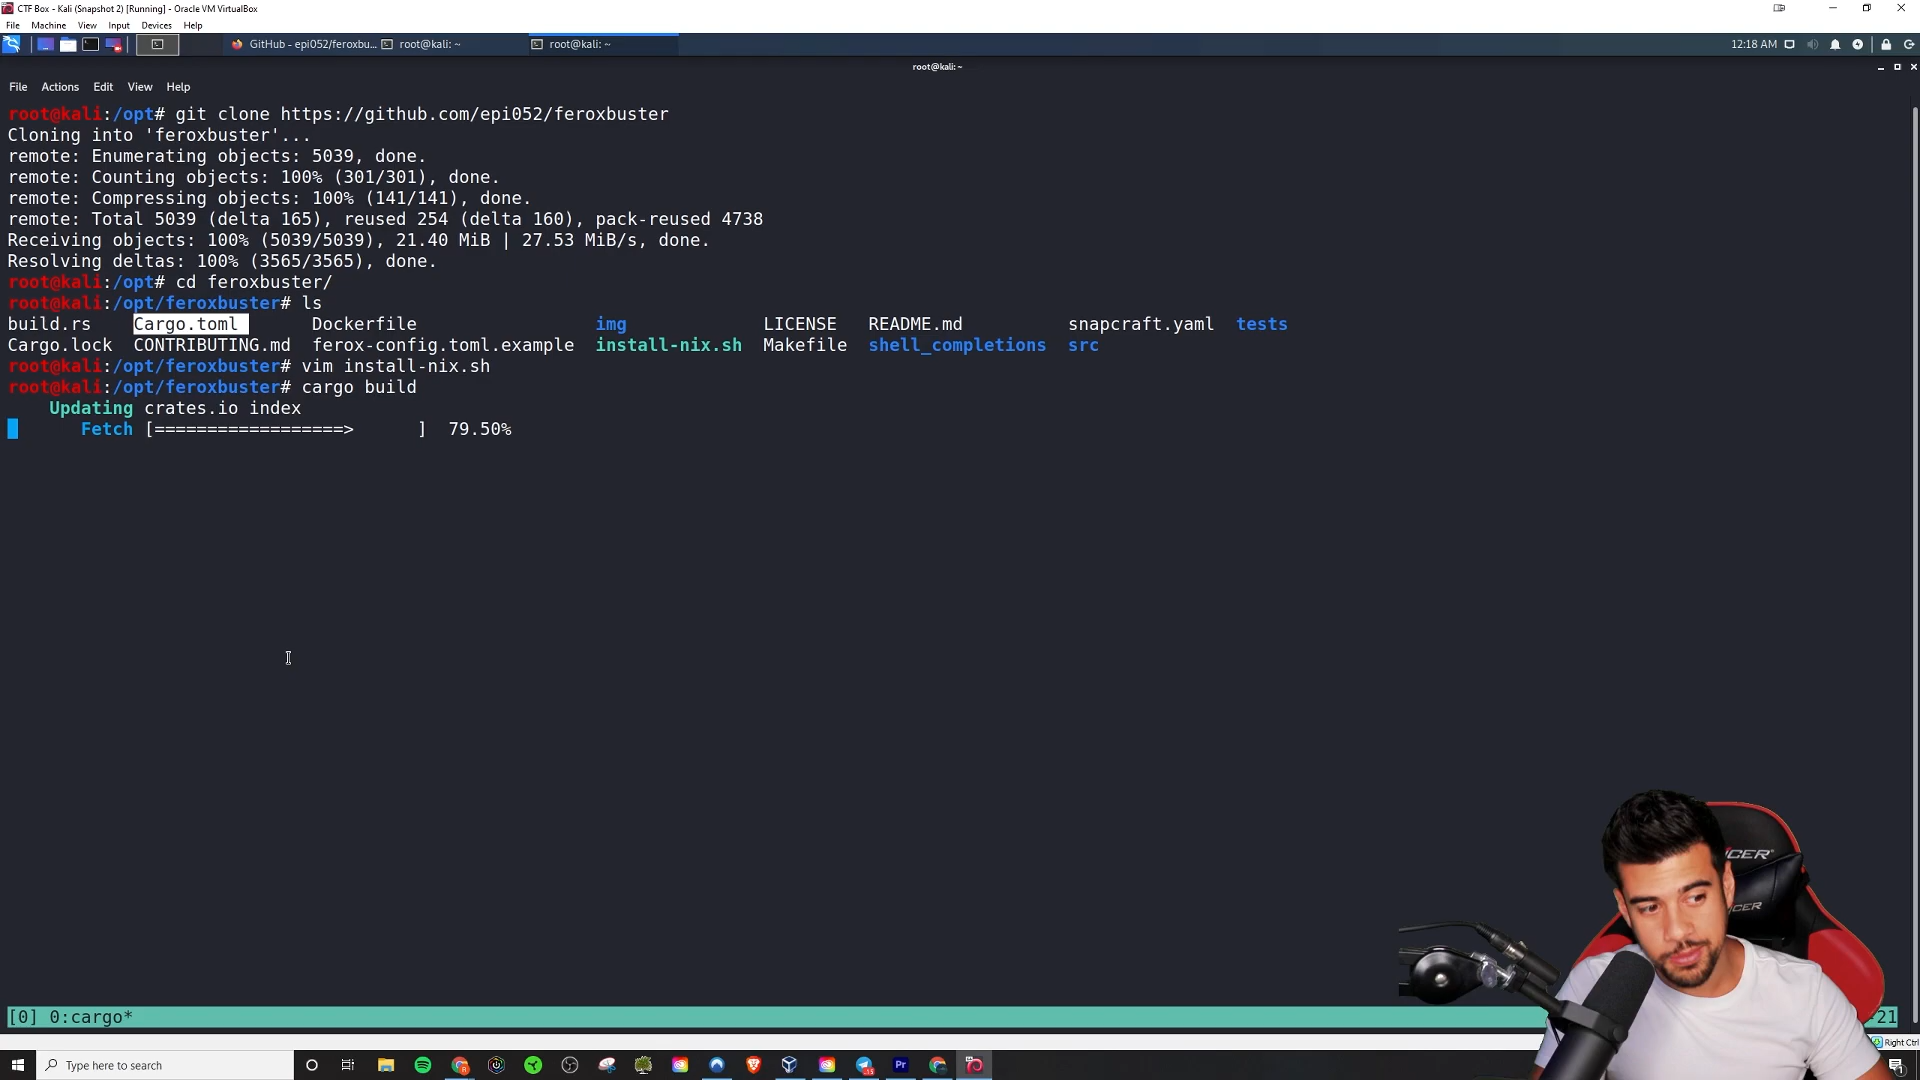 CTF Box - Kali (Snapshot 2) [Running] - Oracle VM VirtualBox
File Machine View Input Devices Help
GitHub - epi052/feroxbu... root@kali: ~ root@kali: ~ 12:18 AM
root@kali: ~
File Actions Edit View Help
root@kali:/opt# git clone https://github.com/epi052/feroxbuster
Cloning into 'feroxbuster'...
remote: Enumerating objects: 5039, done.
remote: Counting objects: 100% (301/301), done.
remote: Compressing objects: 100% (141/141), done.
remote: Total 5039 (delta 165), reused 254 (delta 160), pack-reused 4738
Receiving objects: 100% (5039/5039), 21.40 MiB | 27.53 MiB/s, done.
Resolving deltas: 100% (3565/3565), done.
root@kali:/opt# cd feroxbuster/
root@kali:/opt/feroxbuster# ls
build.rs Cargo.toml Dockerfile img LICENSE README.md snapcraft.yaml tests
Cargo.lock CONTRIBUTING.md ferox-config.toml.example install-nix.sh Makefile shell_completions src
root@kali:/opt/feroxbuster# vim install-nix.sh
root@kali:/opt/feroxbuster# cargo build
Updating crates.io index
Fetch [==================> ] 79.50%
[0] 0:cargo* 21
Right Ctrl
Type here to search